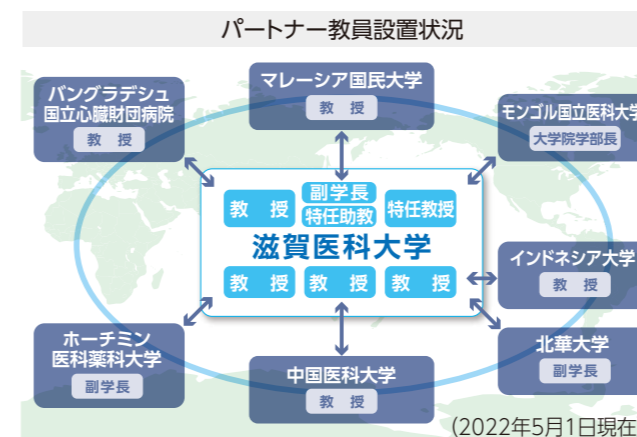 パートナー教員設置状況
バングラデシュ
国立心臓財団病院
教 授
マレーシア国民大学
教 授
モンゴル国立医科大学
大学院学部長
教 授
副学長
特任助教
特任教授
滋賀医科大学
教 授
教 授
教 授
インドネシア大学
教 授
ホーチミン
医科薬科大学
副学長
中国医科大学
教 授
北華大学
副学長
(2022年5月1日現在